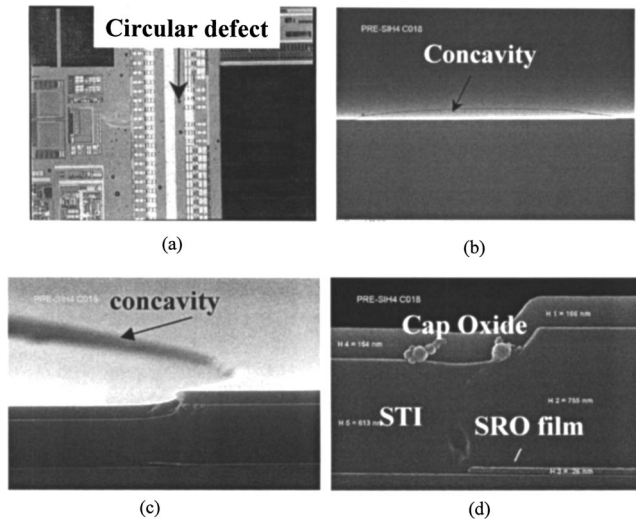 Circular defect
(a)
PRE-SIH4 C018
Concavity
(b)
PRE-SIH4 C018
concavity
(c)
PRE-SIH4 C018
H 1 = 166 nm
Cap Oxide
H 4 = 164 nm
H 2 = 755 nm
STI
H 5 = 613 nm
SRO film
(d)